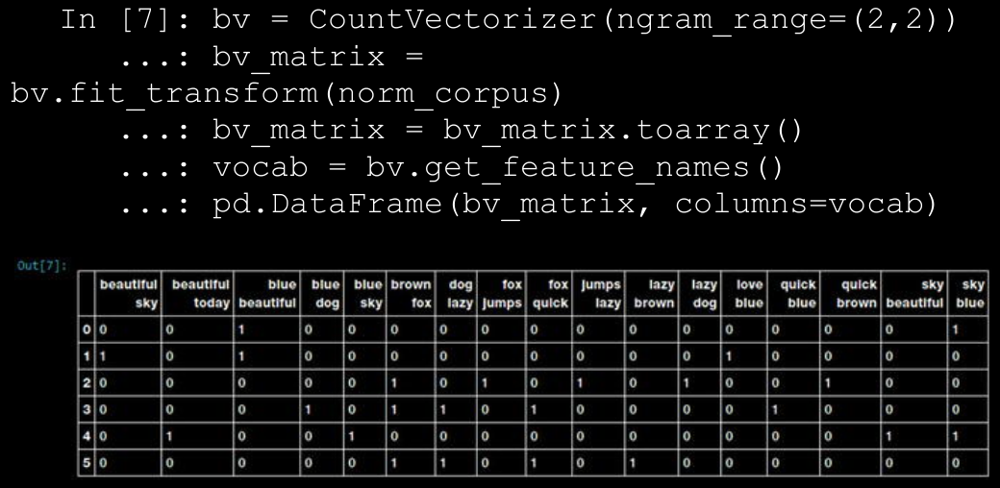 In [7]: bv = CountVectorizer(ngram_range=(2,2))
...: bv_matrix =
bv.fit_transform(norm_corpus)
...: bv_matrix = bv_matrix.toarray()
...: vocab = bv.get_feature_names()
...: pd.DataFrame(bv_matrix, columns=vocab)
Out[7]:
beautiful beautiful blue blue blue brown dog fox fox jumps lazy lazy love quick quick sky sky
sky today beautiful dog sky fox lazy jumps quick lazy brown dog blue blue brown beautiful blue
0 0 0 1 0 0 0 0 0 0 0 0 0 0 0 0 0 1
1 1 0 1 0 0 0 0 0 0 0 0 0 1 0 0 0 0
2 0 0 0 0 0 1 0 1 0 1 0 1 0 0 1 0 0
3 0 0 0 1 0 1 1 0 1 0 0 0 0 1 0 0 0
4 0 1 0 0 1 0 0 0 0 0 0 0 0 0 0 1 1
5 0 0 0 0 0 1 1 0 1 0 1 0 0 0 0 0 0